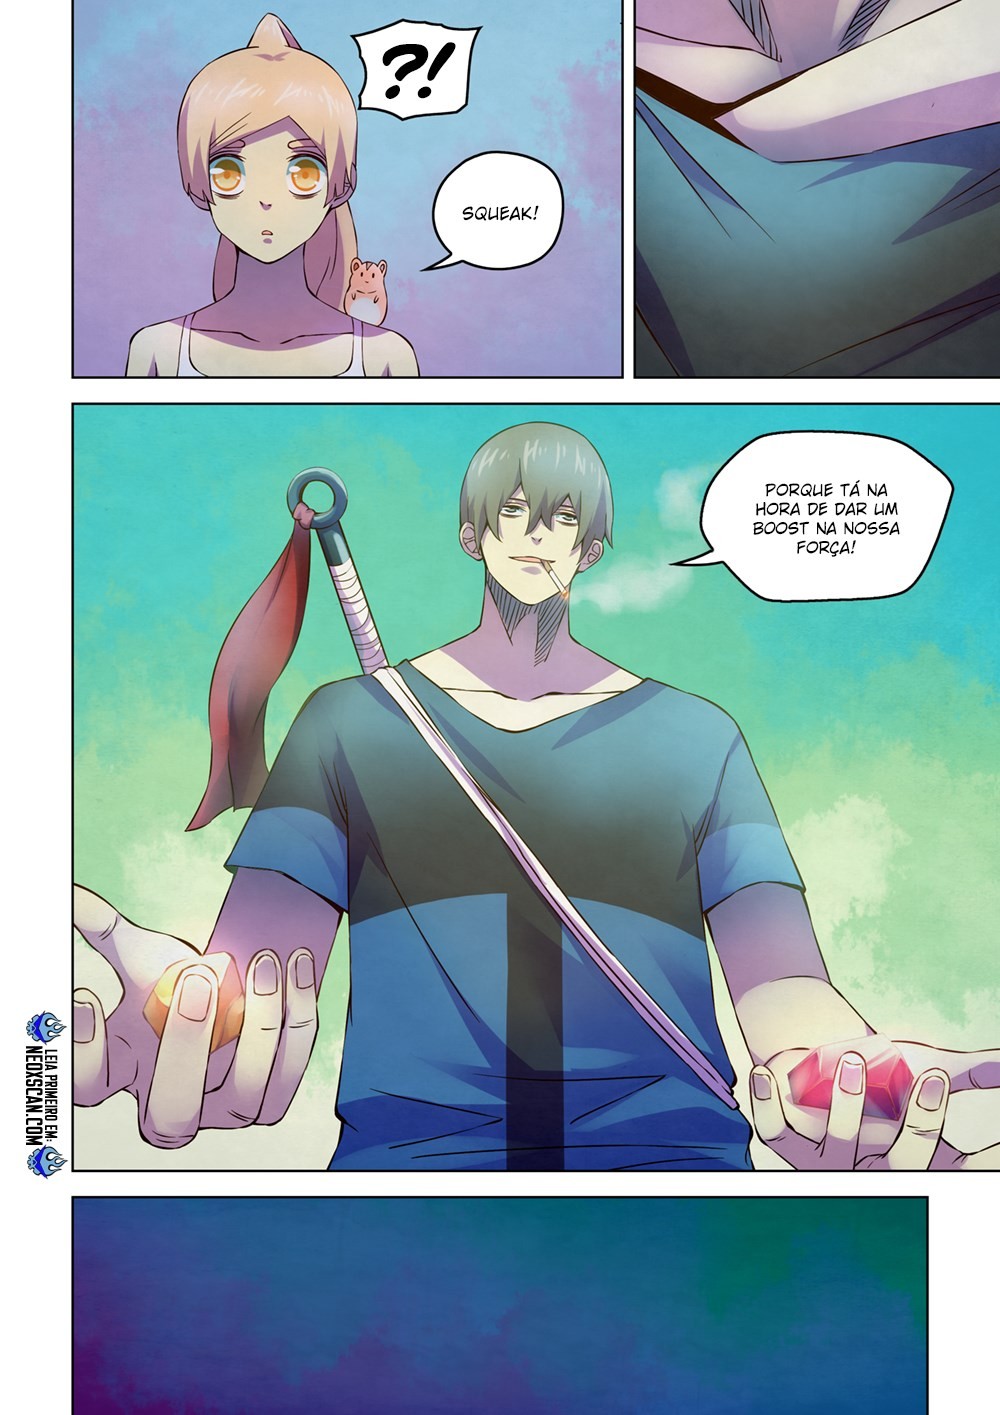 ?!
SQUEAK!
PORQUE TÁ NA
HORA DE DAR UM
BOOST NA NOSSA
FORÇA!
LEIA PRIMEIRO EM:
NEOXSCAN.COM